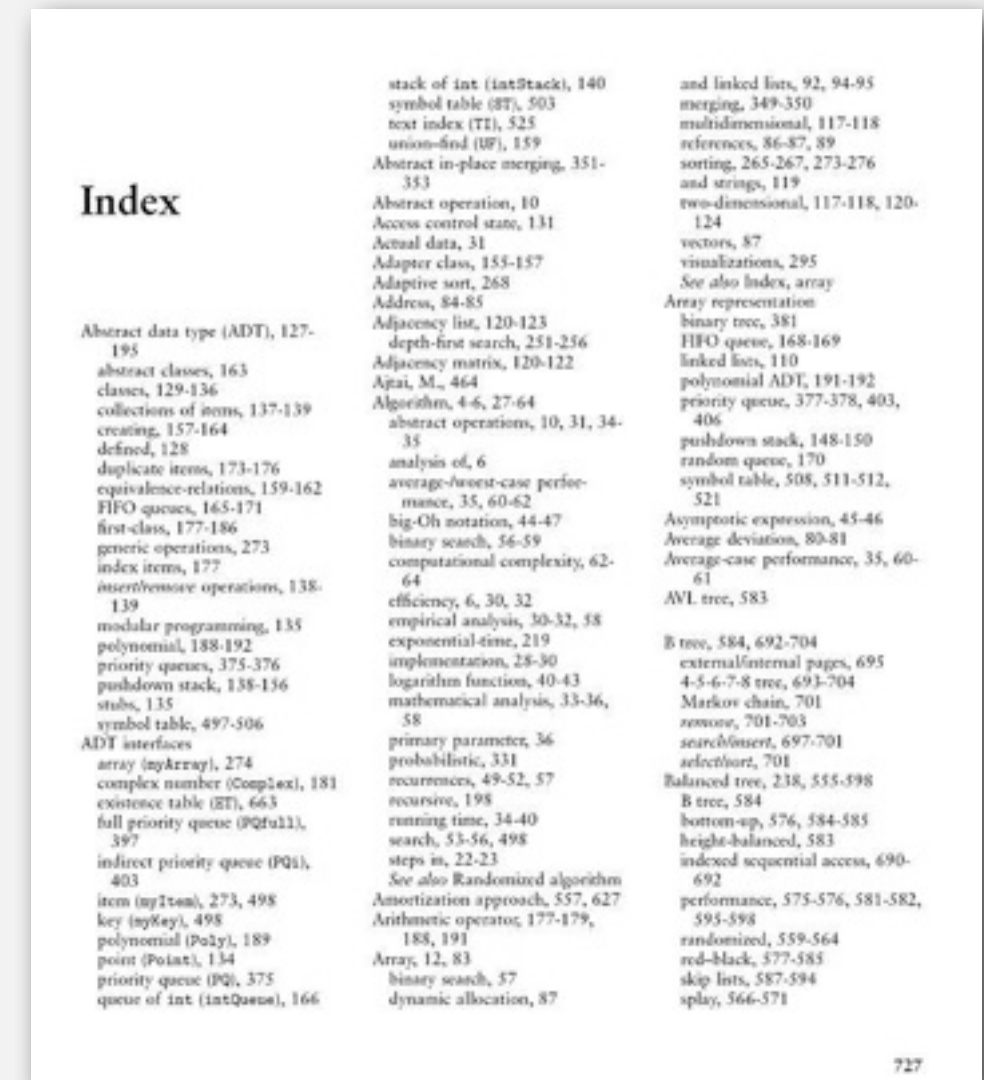 Index
Abstract data type (ADT), 127-
195
abstract classes, 163
classes, 129-136
collections of items, 137-139
creating, 157-164
defined, 128
duplicate items, 173-176
equivalence-relations, 159-162
FIFO queues, 165-171
first-class, 177-186
generic operations, 273
index items, 177
insert/remove operations, 138-
139
modular programming, 135
polynomial, 188-192
priority queues, 375-376
pushdown stack, 138-156
stubs, 135
symbol table, 497-506
ADT interfaces
array (myArray), 274
complex number (Complex), 181
existence table (ET), 663
full priority queue (PQfull),
397
indirect priority queue (PQi),
403
item (myItem), 273, 498
key (myKey), 498
polynomial (Poly), 189
point (Point), 134
priority queue (PQ), 375
queue of int (intQueue), 166
stack of int (intStack), 140
symbol table (ST), 503
text index (TI), 525
union–find (UF), 159
Abstract in-place merging, 351-
353
Abstract operation, 10
Access control state, 131
Actual data, 31
Adapter class, 155-157
Adaptive sort, 268
Address, 84-85
Adjacency list, 120-123
depth-first search, 251-256
Adjacency matrix, 120-122
Ajtai, M., 464
Algorithm, 4-6, 27-64
abstract operations, 10, 31, 34-
35
analysis of, 6
average-/worst-case perfor-
mance, 35, 60-62
big-Oh notation, 44-47
binary search, 56-59
computational complexity, 62-
64
efficiency, 6, 30, 32
empirical analysis, 30-32, 58
exponential-time, 219
implementation, 28-30
logarithm function, 40-43
mathematical analysis, 33-36,
58
primary parameter, 36
probabilistic, 331
recurrences, 49-52, 57
recursive, 198
running time, 34-40
search, 53-56, 498
steps in, 22-23
See also Randomized algorithm
Amortization approach, 557, 627
Arithmetic operator, 177-179,
188, 191
Array, 12, 83
binary search, 57
dynamic allocation, 87
and linked lists, 92, 94-95
merging, 349-350
multidimensional, 117-118
references, 86-87, 89
sorting, 265-267, 273-276
and strings, 119
two-dimensional, 117-118, 120-
124
vectors, 87
visualizations, 295
See also Index, array
Array representation
binary tree, 381
FIFO queue, 168-169
linked lists, 110
polynomial ADT, 191-192
priority queue, 377-378, 403,
406
pushdown stack, 148-150
random queue, 170
symbol table, 508, 511-512,
521
Asymptotic expression, 45-46
Average deviation, 80-81
Average-case performance, 35, 60-
61
AVL tree, 583
B tree, 584, 692-704
external/internal pages, 695
4-5-6-7-8 tree, 693-704
Markov chain, 701
remove, 701-703
search/insert, 697-701
select/sort, 701
Balanced tree, 238, 555-598
B tree, 584
bottom-up, 576, 584-585
height-balanced, 583
indexed sequential access, 690-
692
performance, 575-576, 581-582,
595-598
randomized, 559-564
red–black, 577-585
skip lists, 587-594
splay, 566-571
727